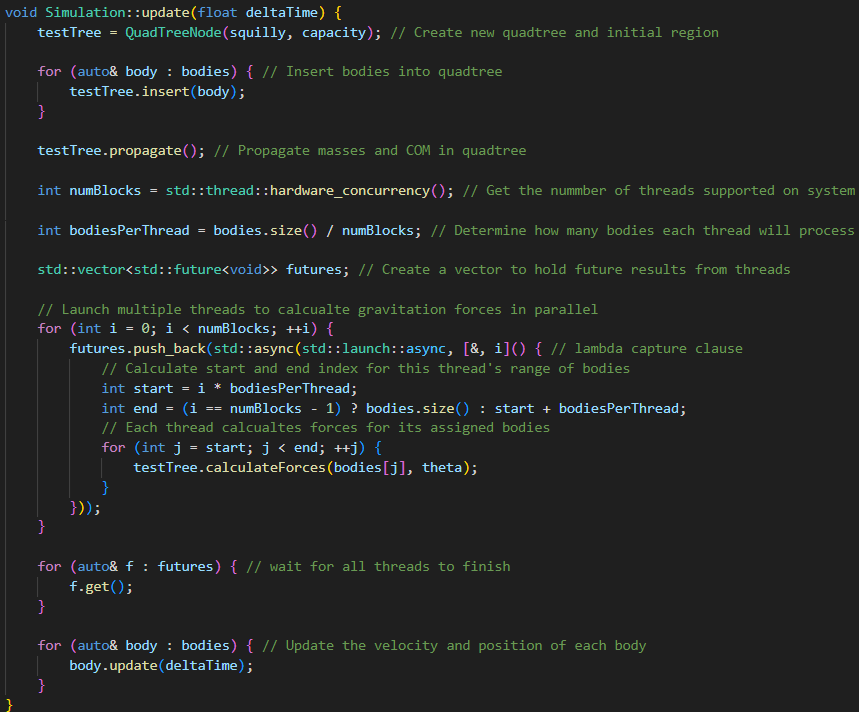 void Simulation::update(float deltaTime) {
    testTree = QuadTreeNode(squilly, capacity); // Create new quadtree and initial region

    for (auto& body : bodies) { // Insert bodies into quadtree
        testTree.insert(body);
    }

    testTree.propagate(); // Propagate masses and COM in quadtree

    int numBlocks = std::thread::hardware_concurrency(); // Get the nummber of threads supported on system

    int bodiesPerThread = bodies.size() / numBlocks; // Determine how many bodies each thread will process

    std::vector<std::future<void>> futures; // Create a vector to hold future results from threads

    // Launch multiple threads to calcualte gravitation forces in parallel
    for (int i = 0; i < numBlocks; ++i) {
        futures.push_back(std::async(std::launch::async, [&, i]() { // lambda capture clause
            // Calculate start and end index for this thread's range of bodies
            int start = i * bodiesPerThread;
            int end = (i == numBlocks - 1) ? bodies.size() : start + bodiesPerThread;
            // Each thread calcualtes forces for its assigned bodies
            for (int j = start; j < end; ++j) {
                testTree.calculateForces(bodies[j], theta);
            }
        }));
    }

    for (auto& f : futures) { // wait for all threads to finish
        f.get();
    }

    for (auto& body : bodies) { // Update the velocity and position of each body
        body.update(deltaTime);
    }
}